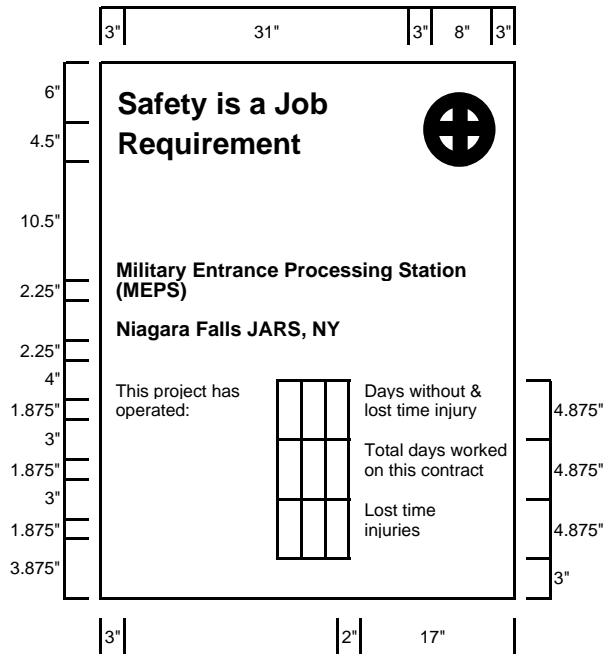 3" 31" 3" 8" 3"
6"
Safety is a Job
Requirement
4.5"
10.5"
Military Entrance Processing Station
(MEPS)
2.25"
Niagara Falls JARS, NY
2.25"
4"
This project has
operated:
Days without &
lost time injury
1.875"
4.875"
3"
Total days worked
on this contract
1.875"
4.875"
3"
Lost time
injuries
1.875"
4.875"
3.875"
3"
3" 2" 17"